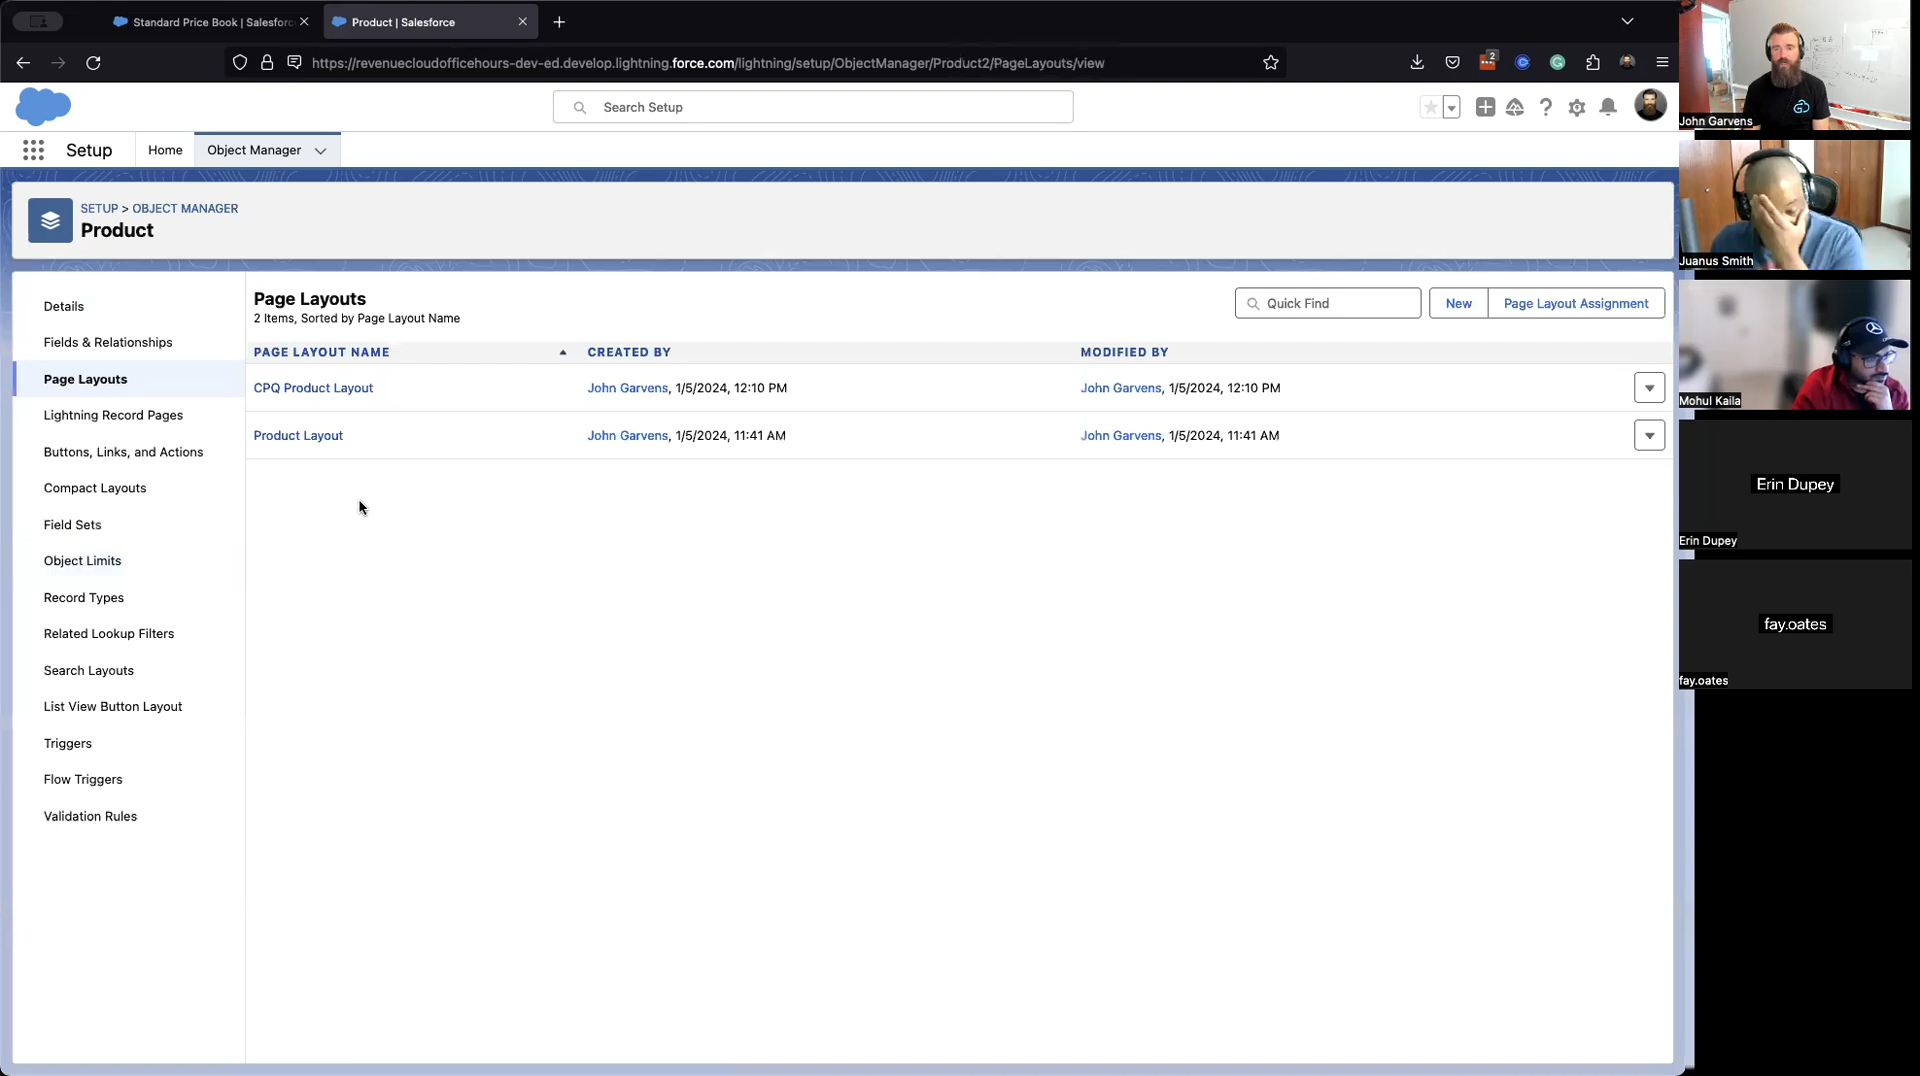 Standard Price Book | Salesforc
Product | Salesforce
https://revenuecloudofficehours-dev-ed.develop.lightning.force.com/lightning/setup/ObjectManager/Product2/PageLayouts/view
2
Search Setup
Setup
Home
Object Manager
SETUP > OBJECT MANAGER
Product
Details
Fields & Relationships
Page Layouts
Lightning Record Pages
Buttons, Links, and Actions
Compact Layouts
Field Sets
Object Limits
Record Types
Related Lookup Filters
Search Layouts
List View Button Layout
Triggers
Flow Triggers
Validation Rules
Page Layouts
2 Items, Sorted by Page Layout Name
Quick Find
New
Page Layout Assignment
PAGE LAYOUT NAME CREATED BY MODIFIED BY
CPQ Product Layout John Garvens, 1/5/2024, 12:10 PM John Garvens, 1/5/2024, 12:10 PM
Product Layout John Garvens, 1/5/2024, 11:41 AM John Garvens, 1/5/2024, 11:41 AM
John Garvens
Juanus Smith
Mohul Kaila
Erin Dupey
Erin Dupey
fay.oates
fay.oates